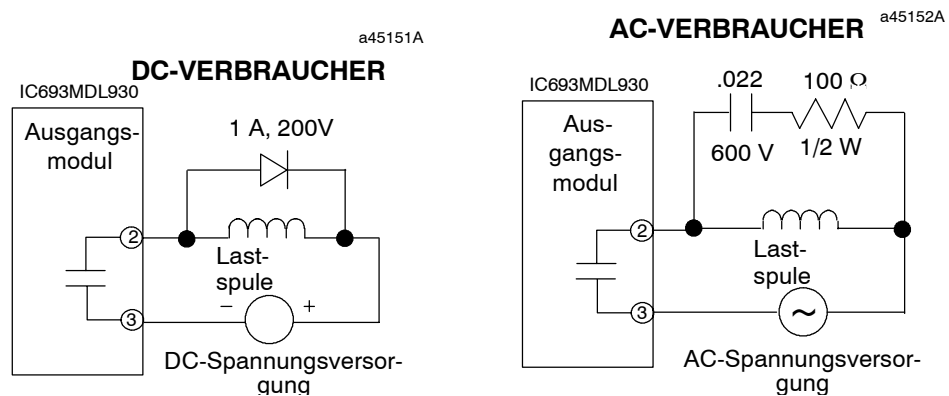 a45151A
DC-VERBRAUCHER
IC693MDL930
Ausgangs-
modul
1 A, 200V
2
Last-
spule
– +
3
DC-Spannungsversor-
gung
a45152A
AC-VERBRAUCHER
IC693MDL930
Aus-
gangs-
modul
.022 100 Ω
600 V 1/2 W
2
Last-
spule
3
~
AC-Spannungsversor-
gung